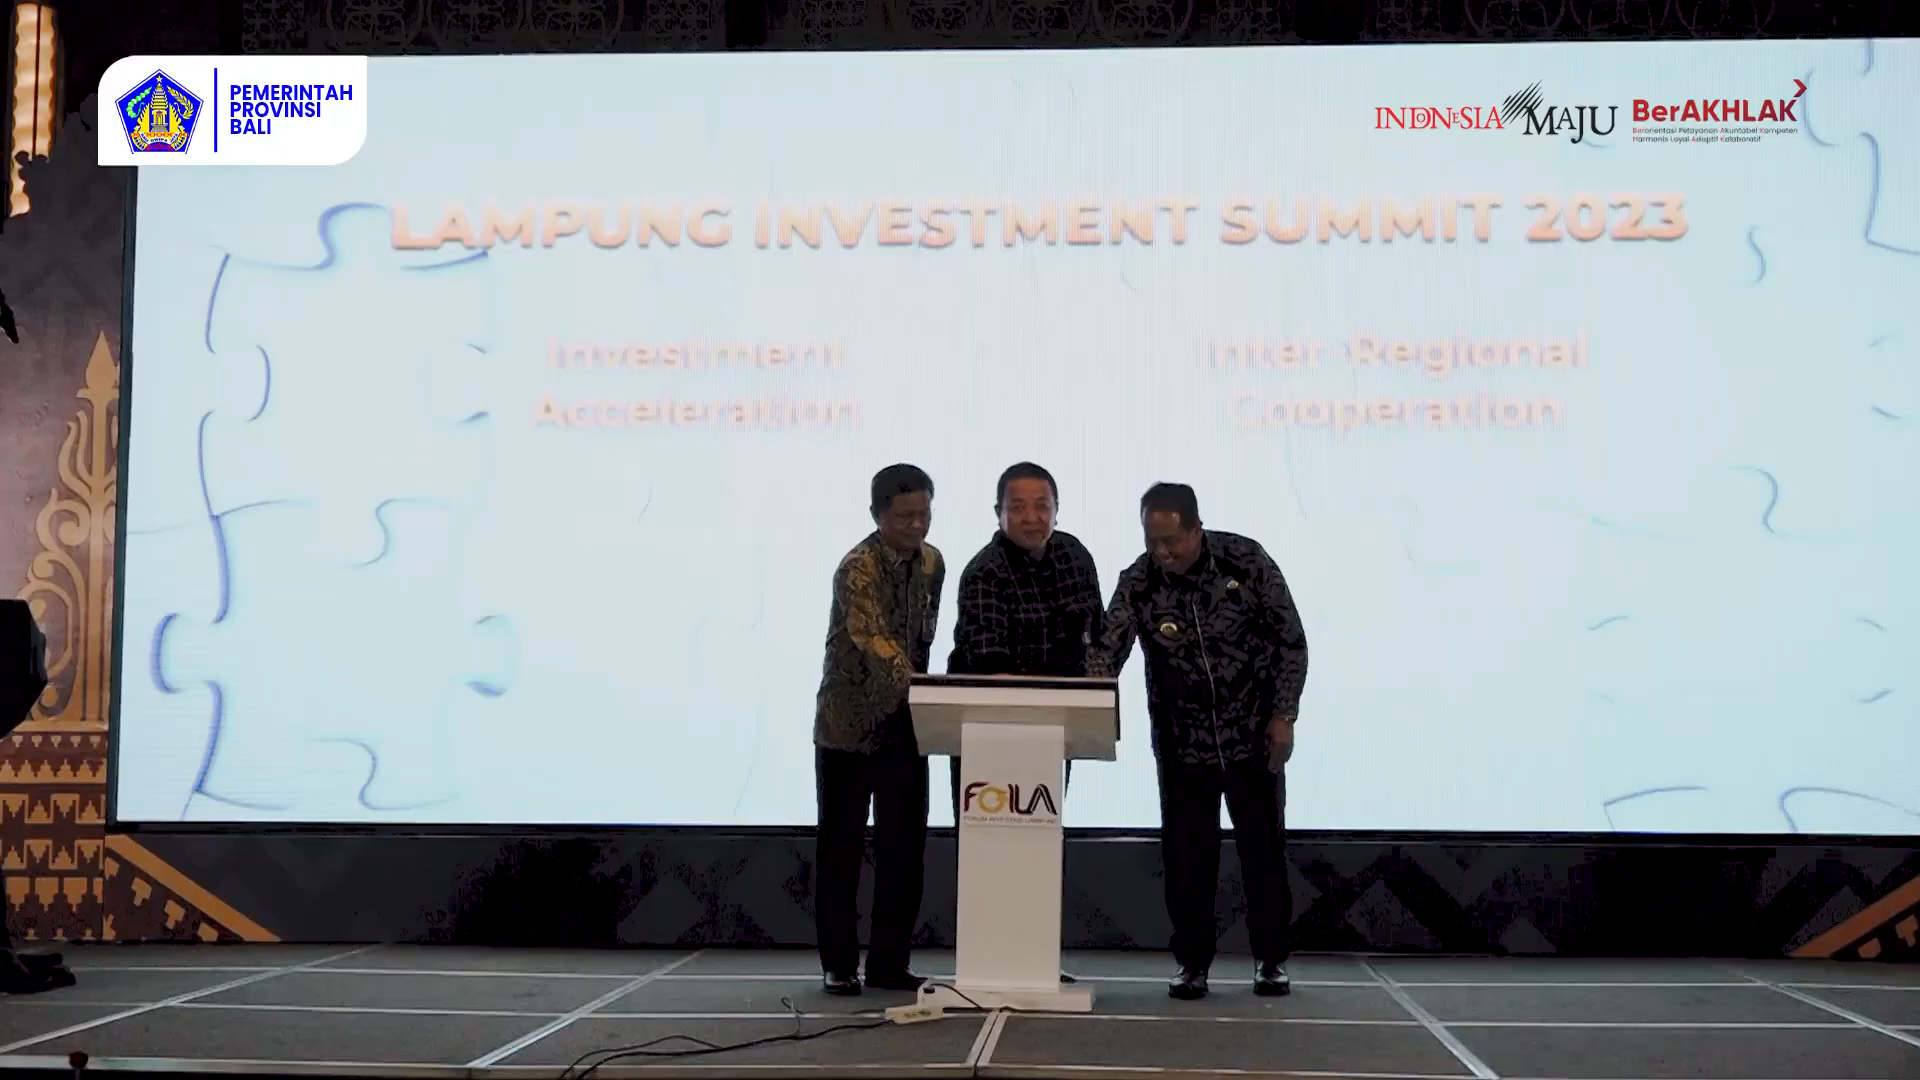 PEMERINTAH
PROVINSI
BALI
INDONESIA MAJU
BerAKHLAK
Berorientasi Pelayanan Akuntabel Kompeten
Harmonis Loyal Adaptif Kolaboratif
LAMPUNG INVESTMENT SUMMIT 2023
Investment
Acceleration
Inter-Regional
Cooperation
FOILA